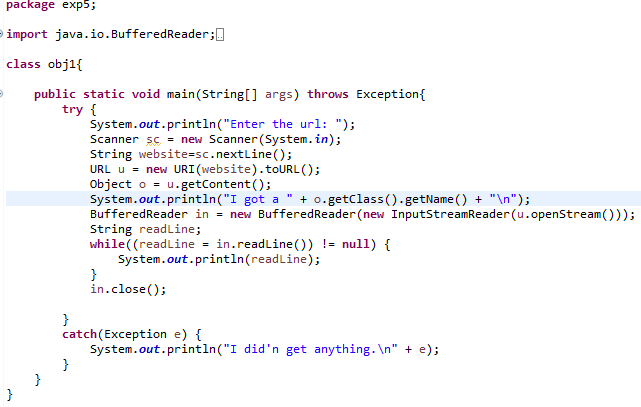 package exp5;
import java.io.BufferedReader;
class obj1{
public static void main(String[] args) throws Exception{
try {
System.out.println("Enter the url: ");
Scanner sc = new Scanner(System.in);
String website=sc.nextLine();
URL u = new URI(website).toURL();
Object o = u.getContent();
System.out.println("I got a " + o.getClass().getName() + "\n");
BufferedReader in = new BufferedReader(new InputStreamReader(u.openStream()));
String readLine;
while((readLine = in.readLine()) != null) {
System.out.println(readLine);
}
in.close();
}
catch(Exception e) {
System.out.println("I did'n get anything.\n" + e);
}
}
}